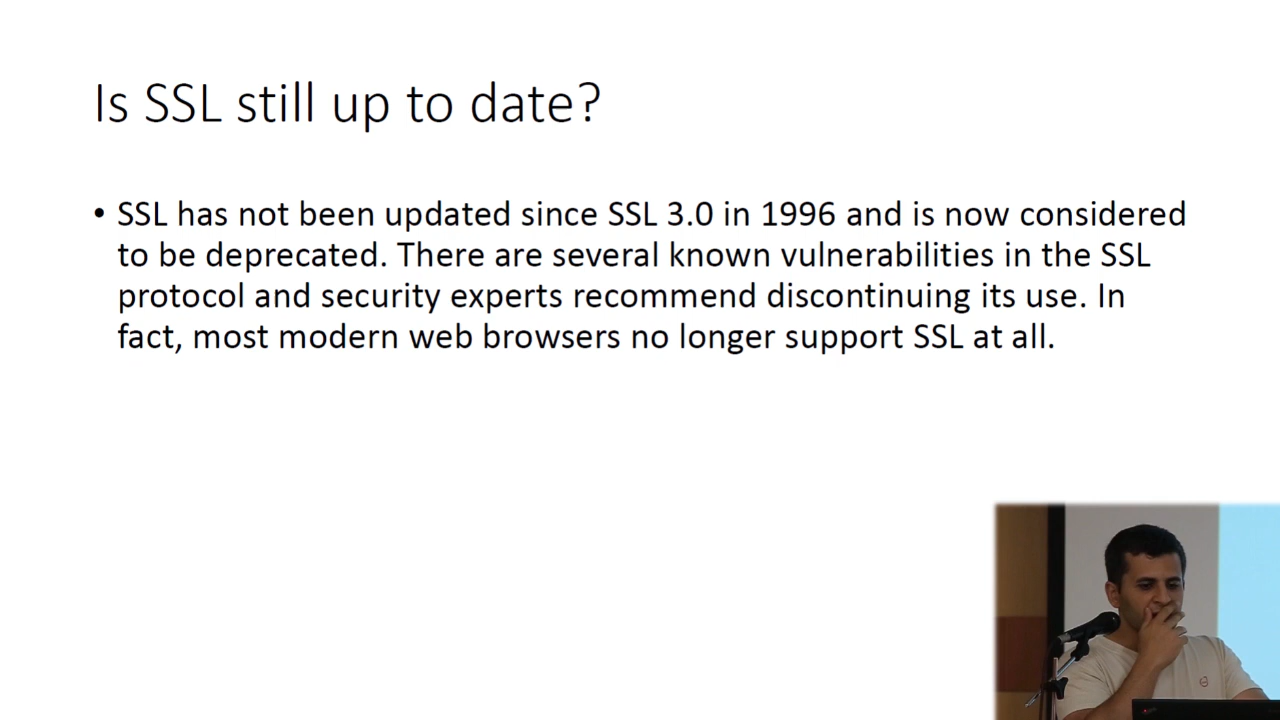 Is SSL still up to date?
• SSL has not been updated since SSL 3.0 in 1996 and is now considered
to be deprecated. There are several known vulnerabilities in the SSL
protocol and security experts recommend discontinuing its use. In
fact, most modern web browsers no longer support SSL at all.